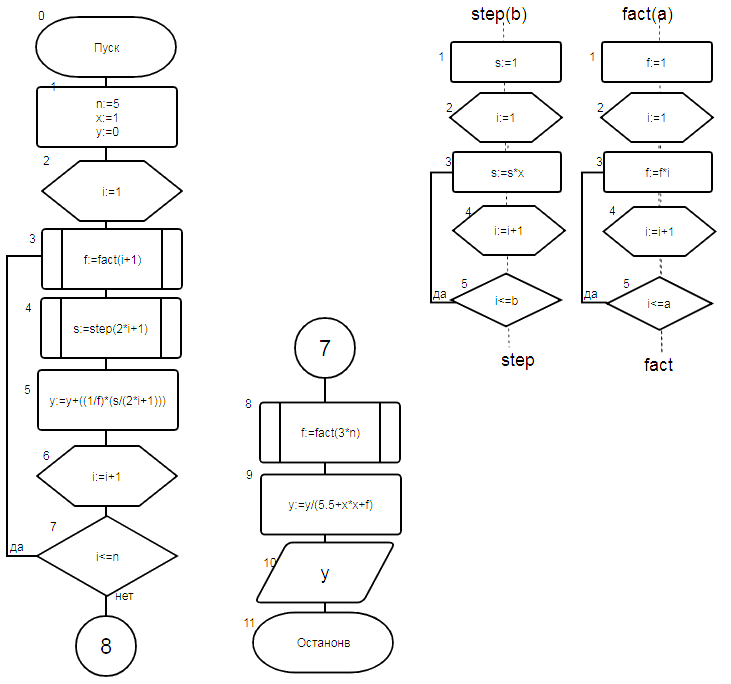 0
Пуск
1
n:=5
x:=1
y:=0
2
i:=1
3
f:=fact(i+1)
4
s:=step(2*i+1)
5
y:=y+((1/f)*(s/(2*i+1)))
6
i:=i+1
7
i<=n
да
нет
8
7
8
f:=fact(3*n)
9
y:=y/(5.5+x*x+f)
10
y
11
Останонв
step(b)
1
s:=1
2
i:=1
3
s:=s*x
4
i:=i+1
5
i<=b
да
step
fact(a)
1
f:=1
2
i:=1
3
f:=f*i
4
i:=i+1
5
i<=a
да
fact